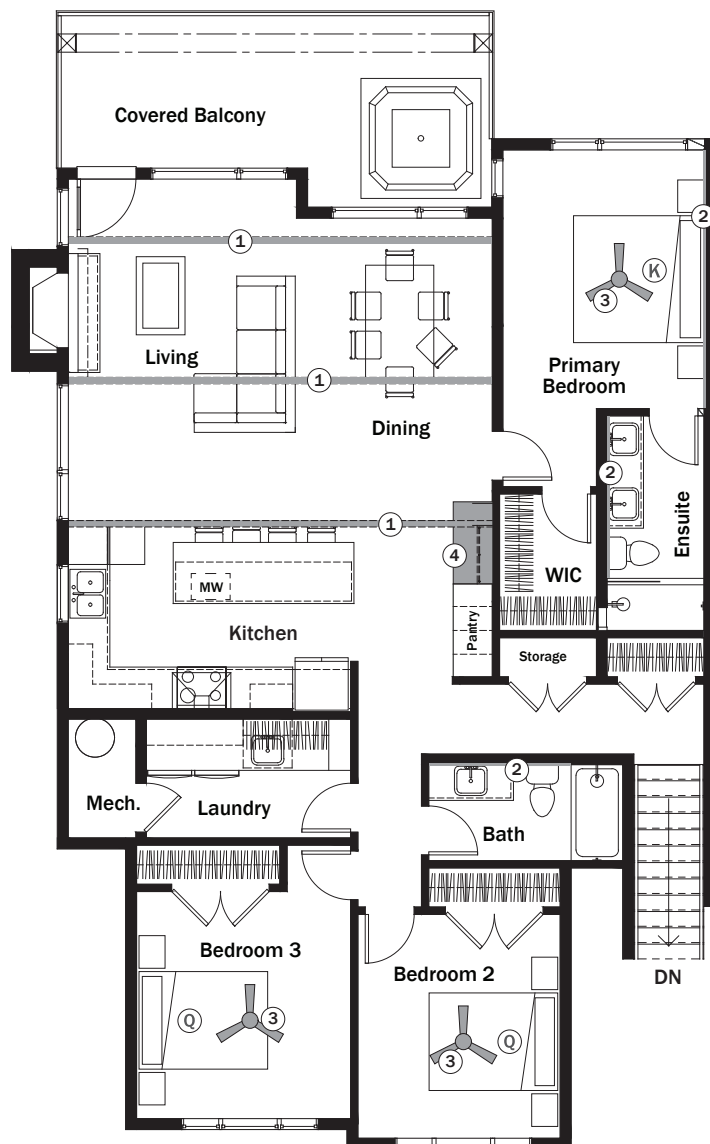 Covered Balcony
2
1
K
3
Living
1
Primary
Bedroom
Dining
2
1
4
Ensuite
WIC
MW
Kitchen
Pantry
Storage
2
Mech.
Laundry
Bath
Bedroom 3
Bedroom 2
DN
Q
3
3
Q